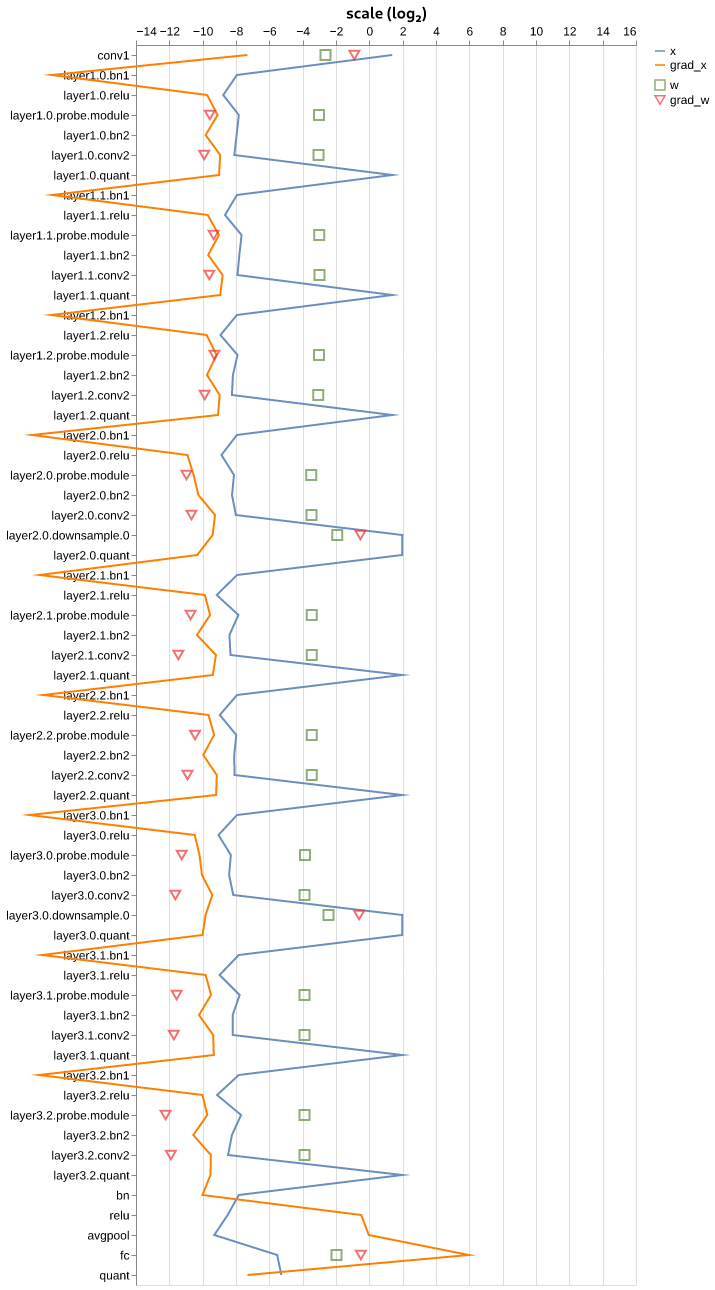 scale (log₂)
−14 −12 −10 −8 −6 −4 −2 0 2 4 6 8 10 12 14 16
x
grad_x
w
grad_w
conv1
layer1.0.bn1
layer1.0.relu
layer1.0.probe.module
layer1.0.bn2
layer1.0.conv2
layer1.0.quant
layer1.1.bn1
layer1.1.relu
layer1.1.probe.module
layer1.1.bn2
layer1.1.conv2
layer1.1.quant
layer1.2.bn1
layer1.2.relu
layer1.2.probe.module
layer1.2.bn2
layer1.2.conv2
layer1.2.quant
layer2.0.bn1
layer2.0.relu
layer2.0.probe.module
layer2.0.bn2
layer2.0.conv2
layer2.0.downsample.0
layer2.0.quant
layer2.1.bn1
layer2.1.relu
layer2.1.probe.module
layer2.1.bn2
layer2.1.conv2
layer2.1.quant
layer2.2.bn1
layer2.2.relu
layer2.2.probe.module
layer2.2.bn2
layer2.2.conv2
layer2.2.quant
layer3.0.bn1
layer3.0.relu
layer3.0.probe.module
layer3.0.bn2
layer3.0.conv2
layer3.0.downsample.0
layer3.0.quant
layer3.1.bn1
layer3.1.relu
layer3.1.probe.module
layer3.1.bn2
layer3.1.conv2
layer3.1.quant
layer3.2.bn1
layer3.2.relu
layer3.2.probe.module
layer3.2.bn2
layer3.2.conv2
layer3.2.quant
bn
relu
avgpool
fc
quant